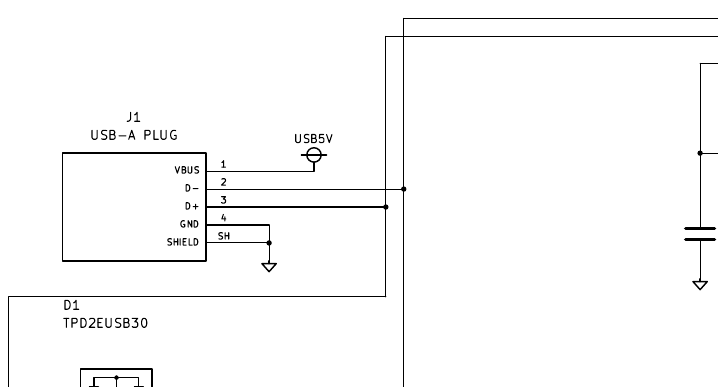 J1
USB-A PLUG
USB5V
VBUS 1
D- 2
D+ 3
GND 4
SHIELD SH
D1
TPD2EUSB30